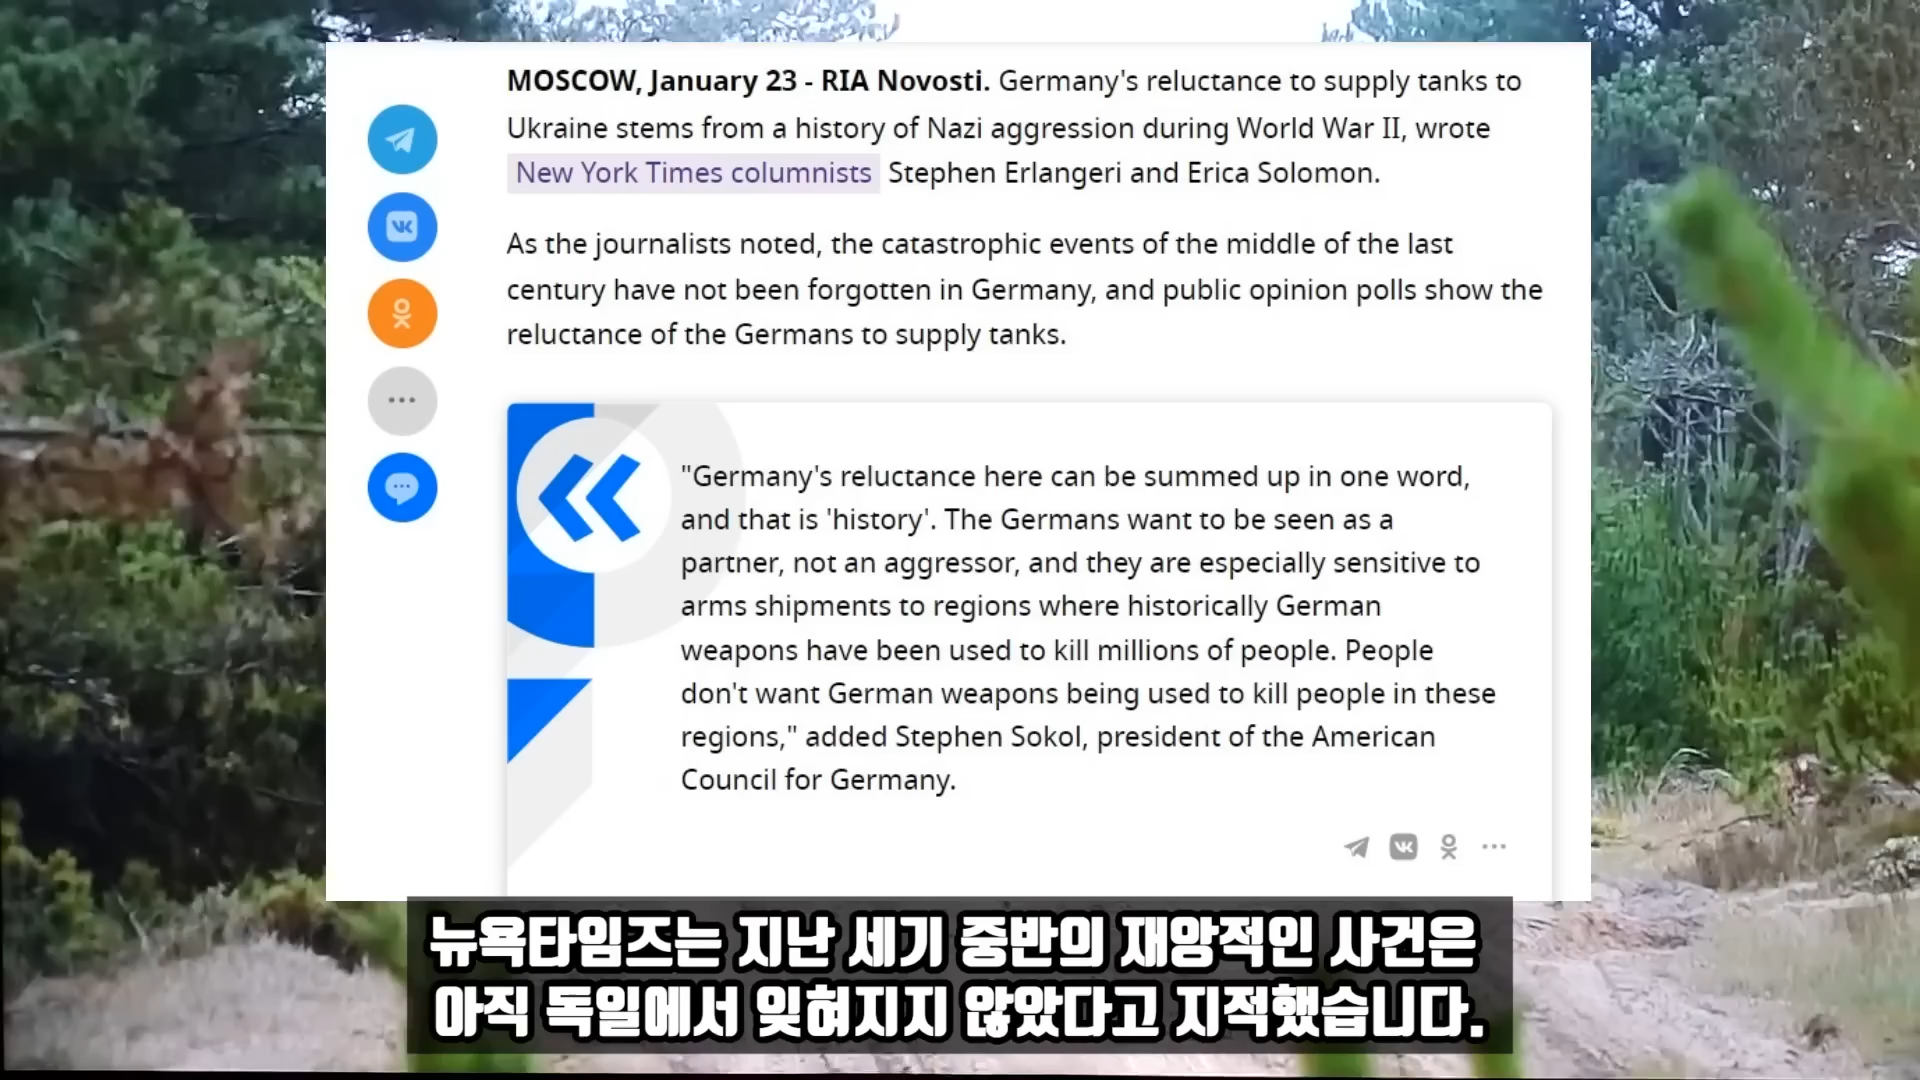 MOSCOW, January 23 - RIA Novosti. Germany's reluctance to supply tanks to
Ukraine stems from a history of Nazi aggression during World War II, wrote
New York Times columnists Stephen Erlangeri and Erica Solomon.
As the journalists noted, the catastrophic events of the middle of the last
century have not been forgotten in Germany, and public opinion polls show the
reluctance of the Germans to supply tanks.
"Germany's reluctance here can be summed up in one word,
and that is 'history'. The Germans want to be seen as a
partner, not an aggressor, and they are especially sensitive to
arms shipments to regions where historically German
weapons have been used to kill millions of people. People
don't want German weapons being used to kill people in these
regions," added Stephen Sokol, president of the American
Council for Germany.
뉴욕타임즈는 지난 세기 중반의 재앙적인 사건은
아직 독일에서 잊혀지지 않았다고 지적했습니다.